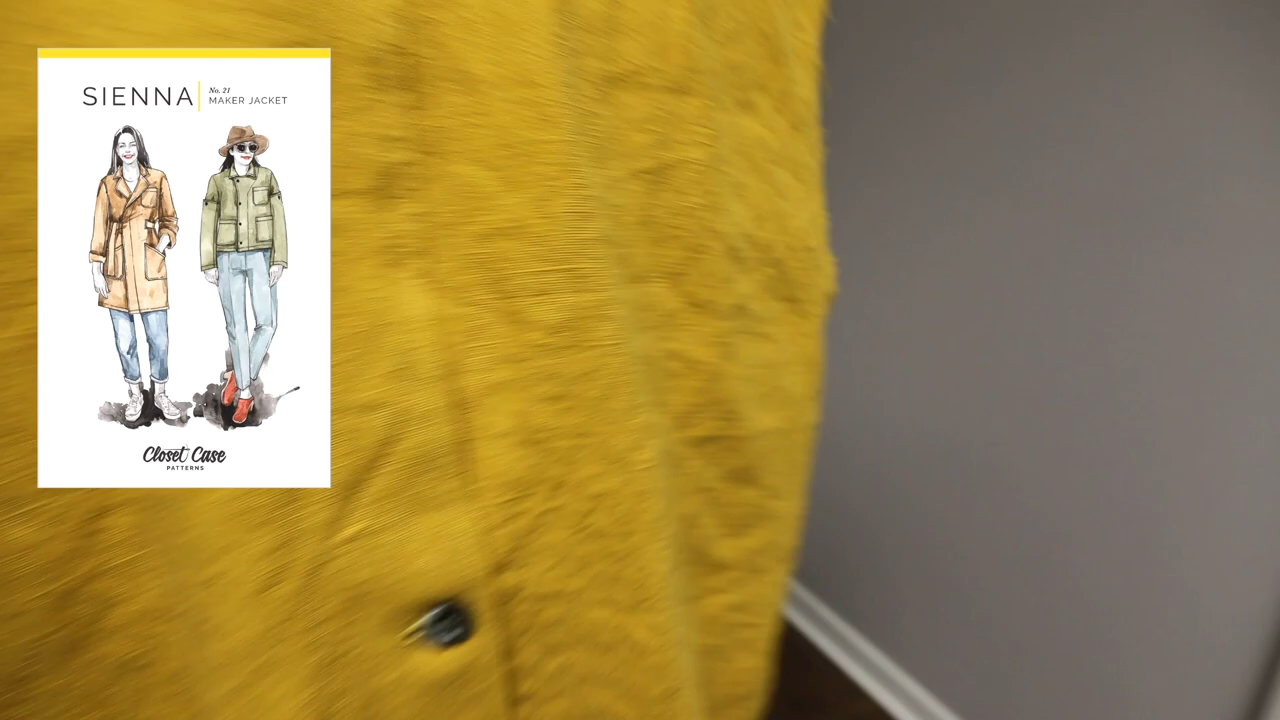 SIENNA
No. 21
MAKER JACKET
Closet Case
PATTERNS